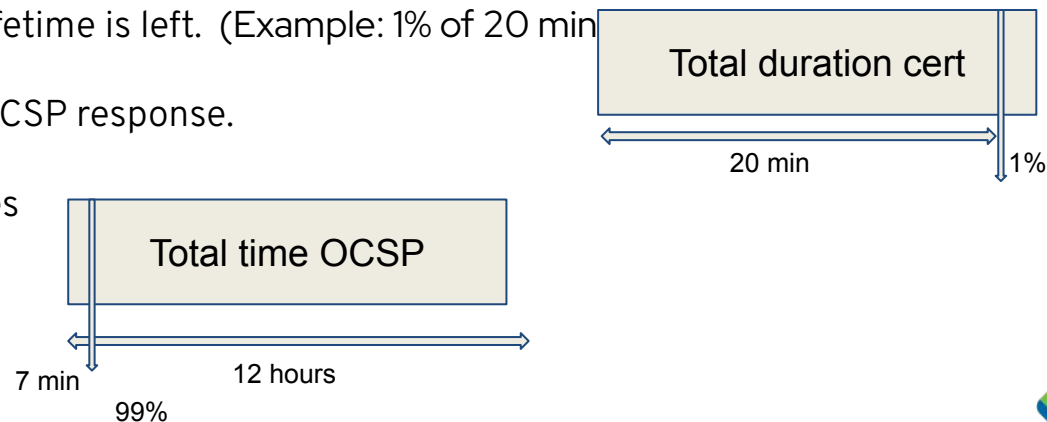 fetime is left. (Example: 1% of 20 min
Total duration cert
CSP response.
20 min
1%
s
Total time OCSP
7 min
12 hours
99%